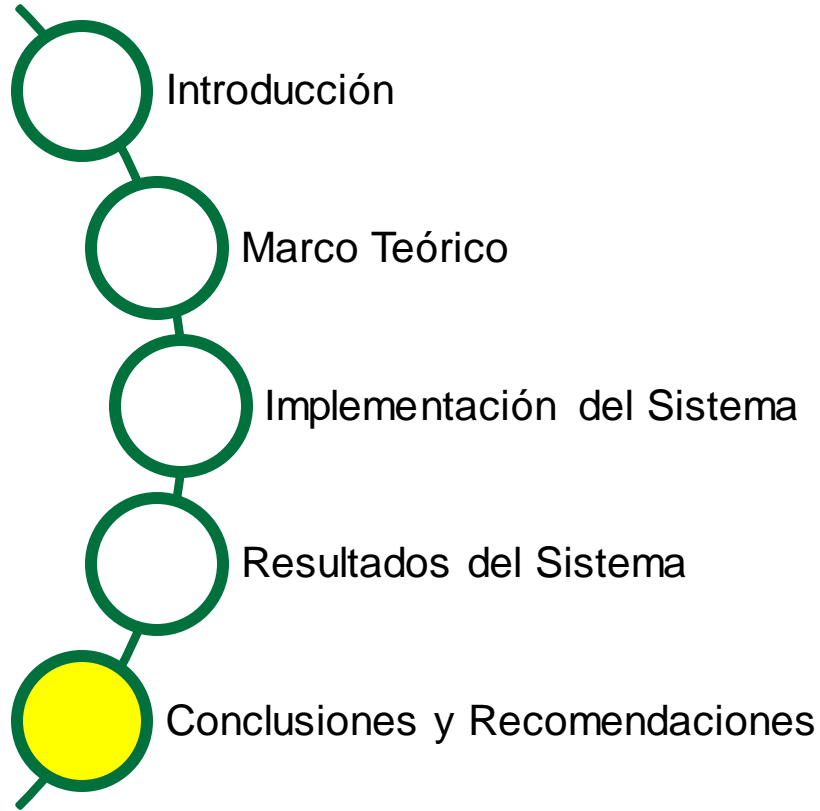 Introducción
Marco Teórico
Implementación del Sistema
Resultados del Sistema
Conclusiones y Recomendaciones